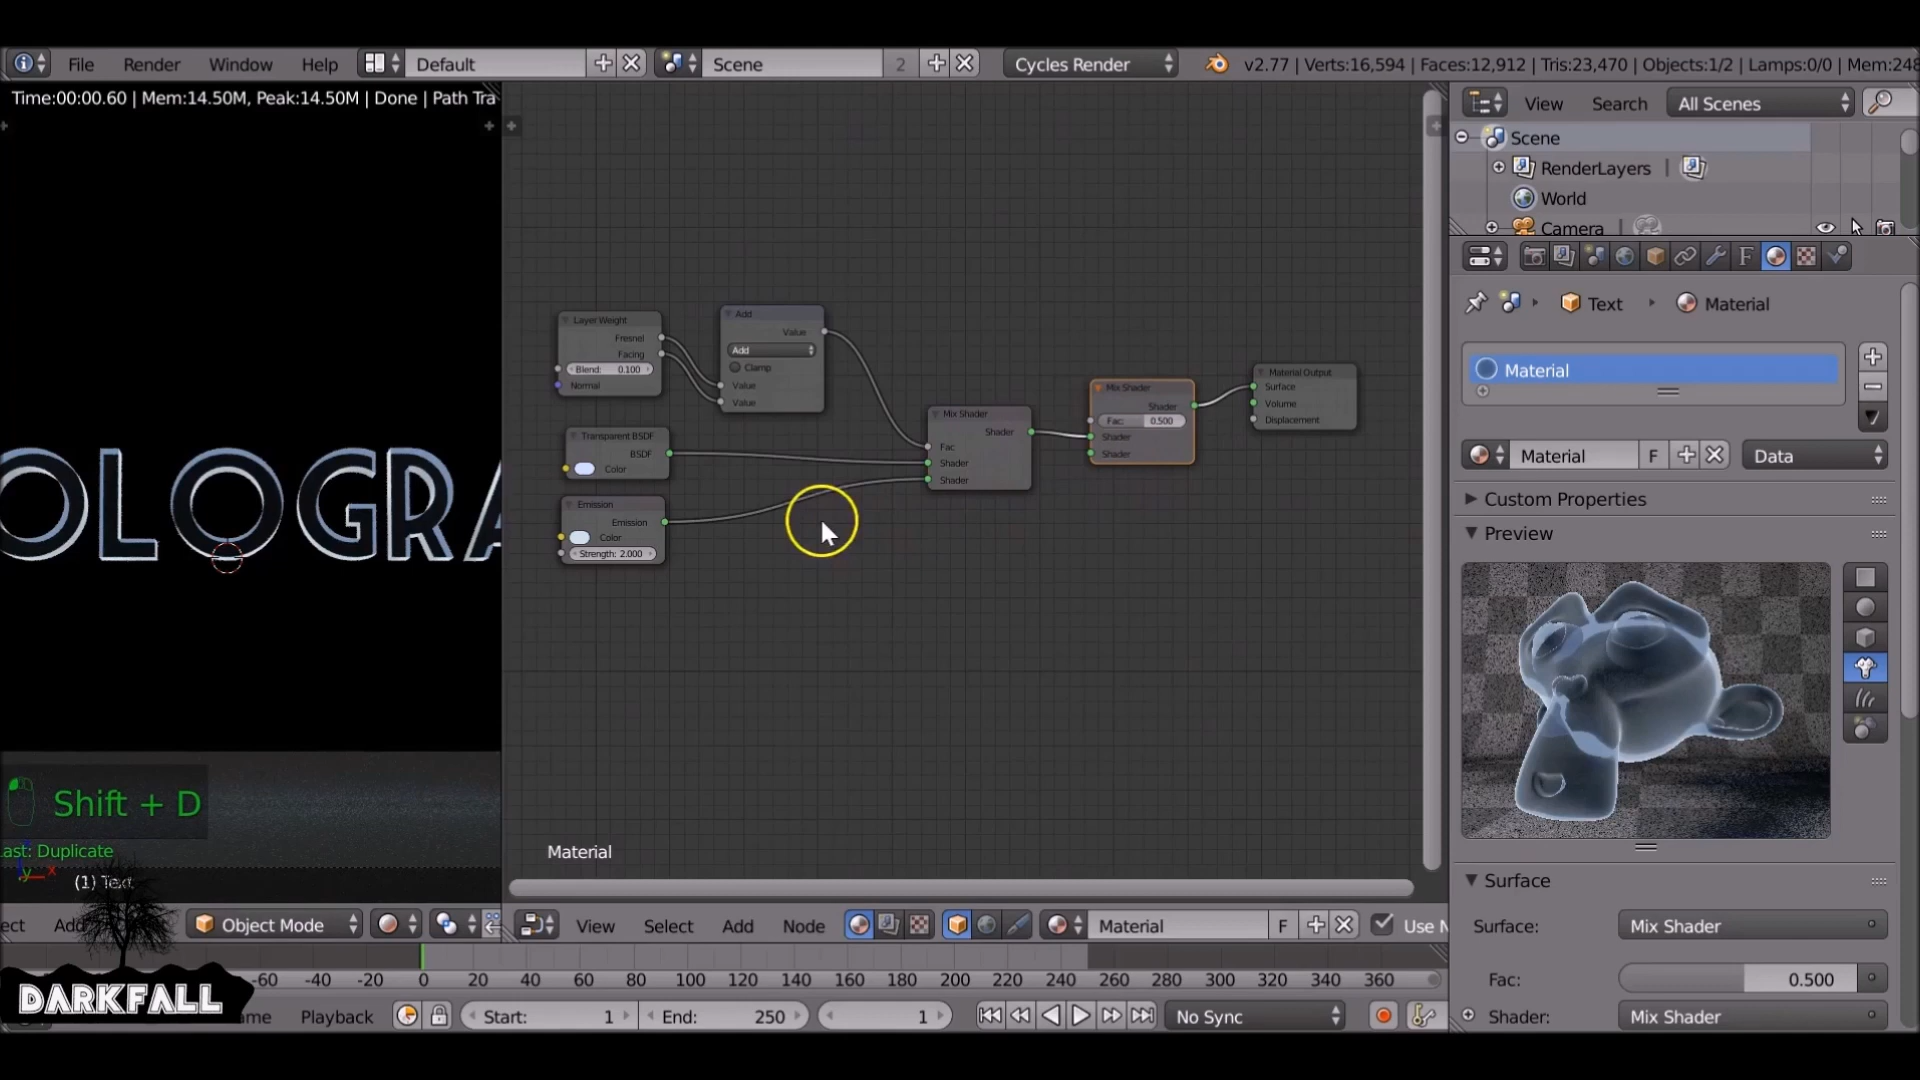 File Render Window Help Default Scene 2 Cycles Render v2.77 | Verts:16,594 | Faces:12,912 | Tris:23,470 | Objects:1/2 | Lamps:0/0 | Mem:248
Time:00:00.60 | Mem:14.50M, Peak:14.50M | Done | Path Tra
View Search All Scenes
Scene
RenderLayers |
World
Camera |
Text Material
Material
Material F Data
Custom Properties
Preview
Surface
Surface: Mix Shader
Fac: 0.500
Shader: Mix Shader
Layer Weight
Fresnel
Facing
Blend: 0.100
Normal
Add
Value
Add
Clamp
Value
Value
Transparent BSDF
BSDF
Color
Emission
Emission
Color
Strength: 2.000
Mix Shader
Shader
Fac
Shader
Shader
Mix Shader
Shader
Fac: 0.500
Shader
Shader
Material Output
Surface
Volume
Displacement
OLOGRA
Shift + D
ast: Duplicate
(1) Text
Material
ect Add Object Mode View Select Add Node Material F Use N
-60 -40 -20 0 20 40 60 80 100 120 140 160 180 200 220 240 260 280 300 320 340 360
DARKFALL
me Playback Start: 1 End: 250 1 No Sync